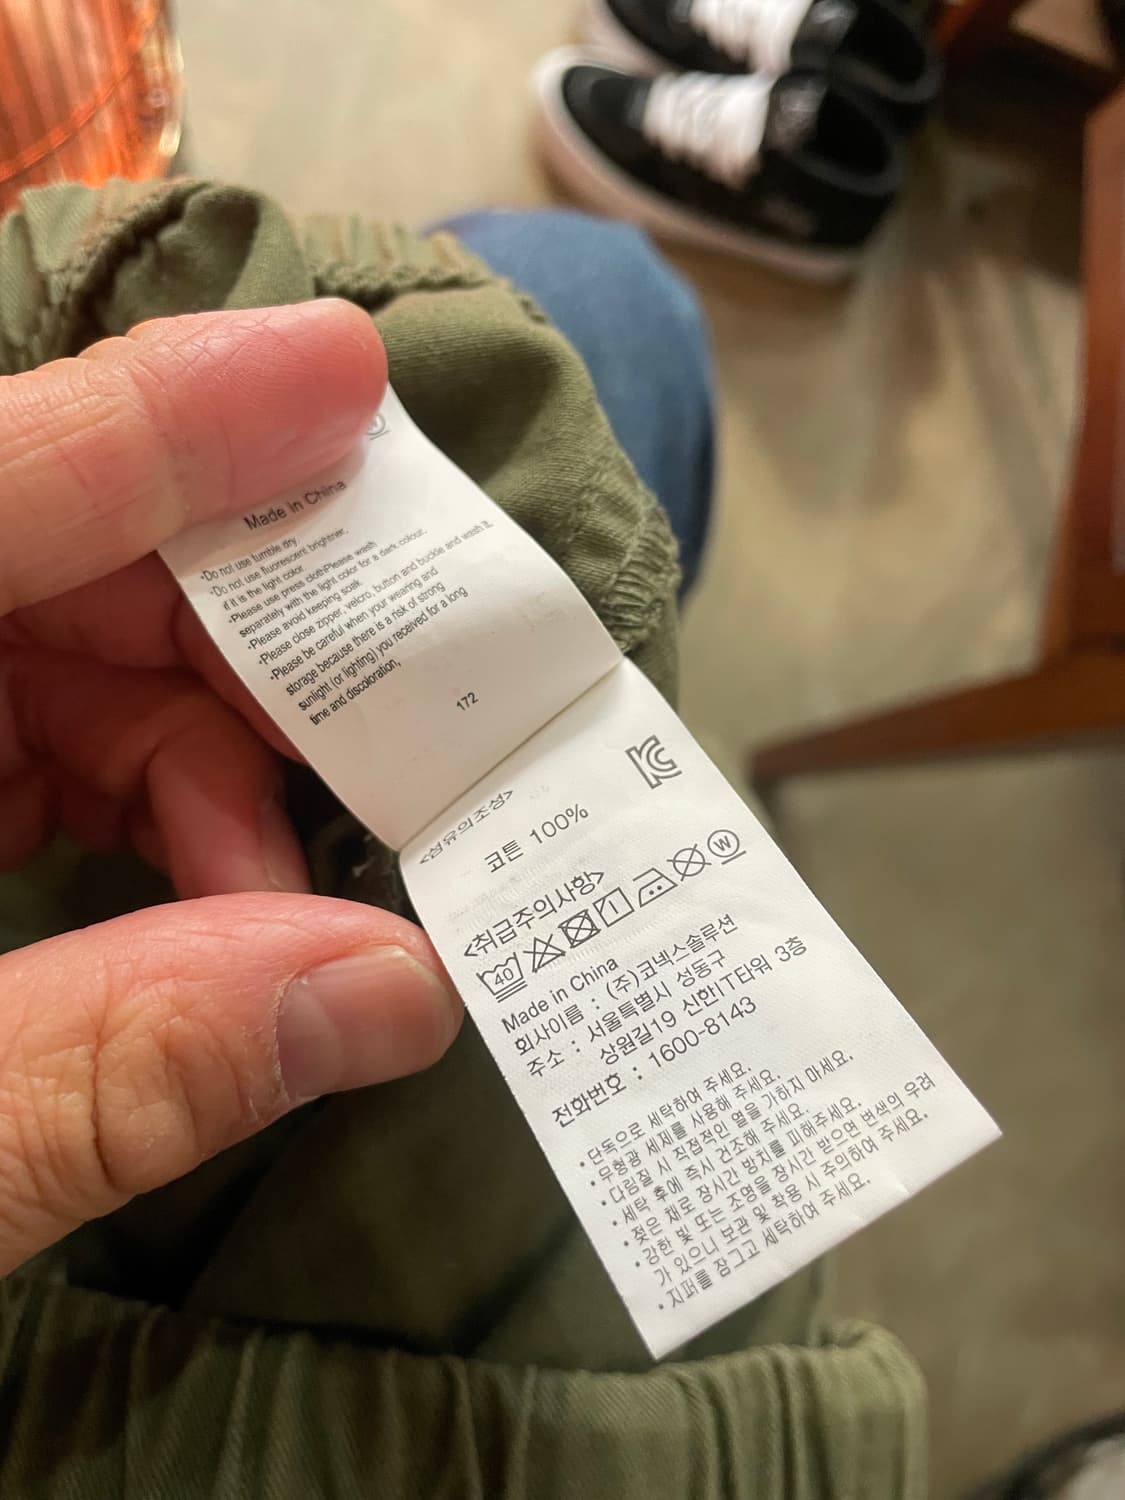 Made in China
·Do not use tumble dry
·Do not use fluorescent brightner,
if it is the light color.
·Please use press cloth·Please wash
separately with the light color for a dark colour.
·Please avoid keeping soak.
·Please close zipper, velcro, button and buckle and wash it.
·Please be careful when your wearing and
storage because there is a risk of strong
sunlight (or lighting) you received for a long
time and discoloration,
172
<섬유의조성>
코튼 100%
<취급주의사항>
40 W
Made in China
회사이름 : (주)코넥스솔루션
주소 : 서울특별시 성동구
상원길19 신한IT타워 3층
전화번호 : 1600-8143
• 단독으로 세탁하여 주세요.
• 무형광 세제를 사용해 주세요.
• 다림질 시 직접적인 열을 가하지 마세요.
• 세탁 후에 즉시 건조해 주세요.
• 젖은 채로 장시간 방치를 피해주세요.
• 강한 빛 또는 조명을 장시간 받으면 변색의 우려
가 있으니 보관 및 착용 시 주의하여 주세요.
• 지퍼를 잠그고 세탁하여 주세요.